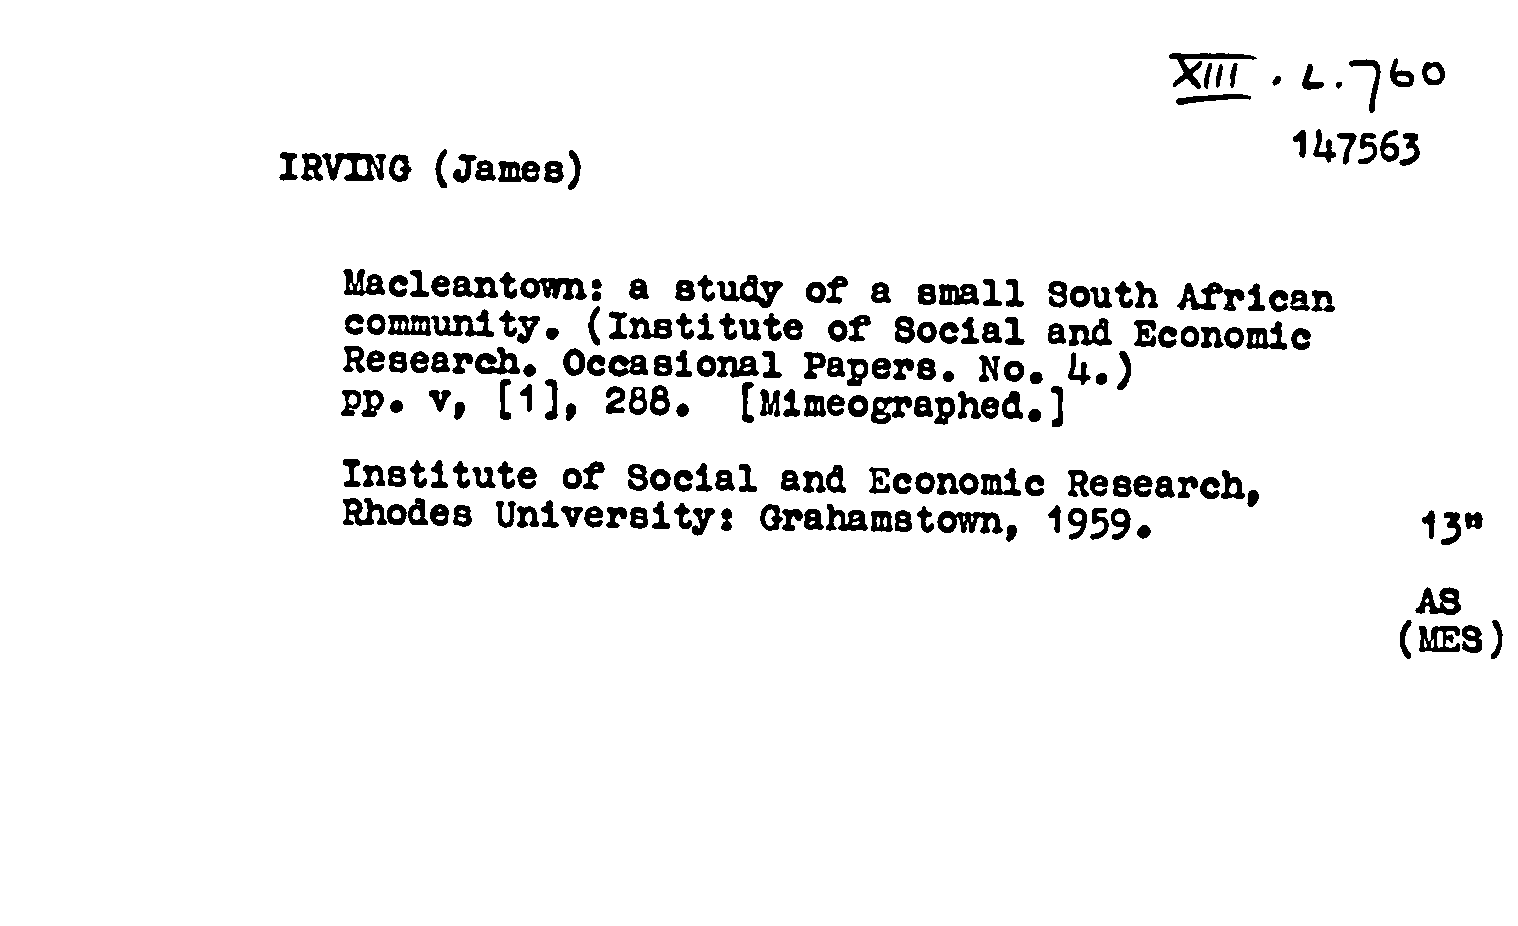 XIII . L.760
147563
IRVING (James)
Macleantown: a study of a small South African
community. (Institute of Social and Economic
Research. Occasional Papers. No. 4.)
pp. v, [1], 288. [Mimeographed.]
Institute of Social and Economic Research,
Rhodes University: Grahamstown, 1959.
13"
AS
(MES)